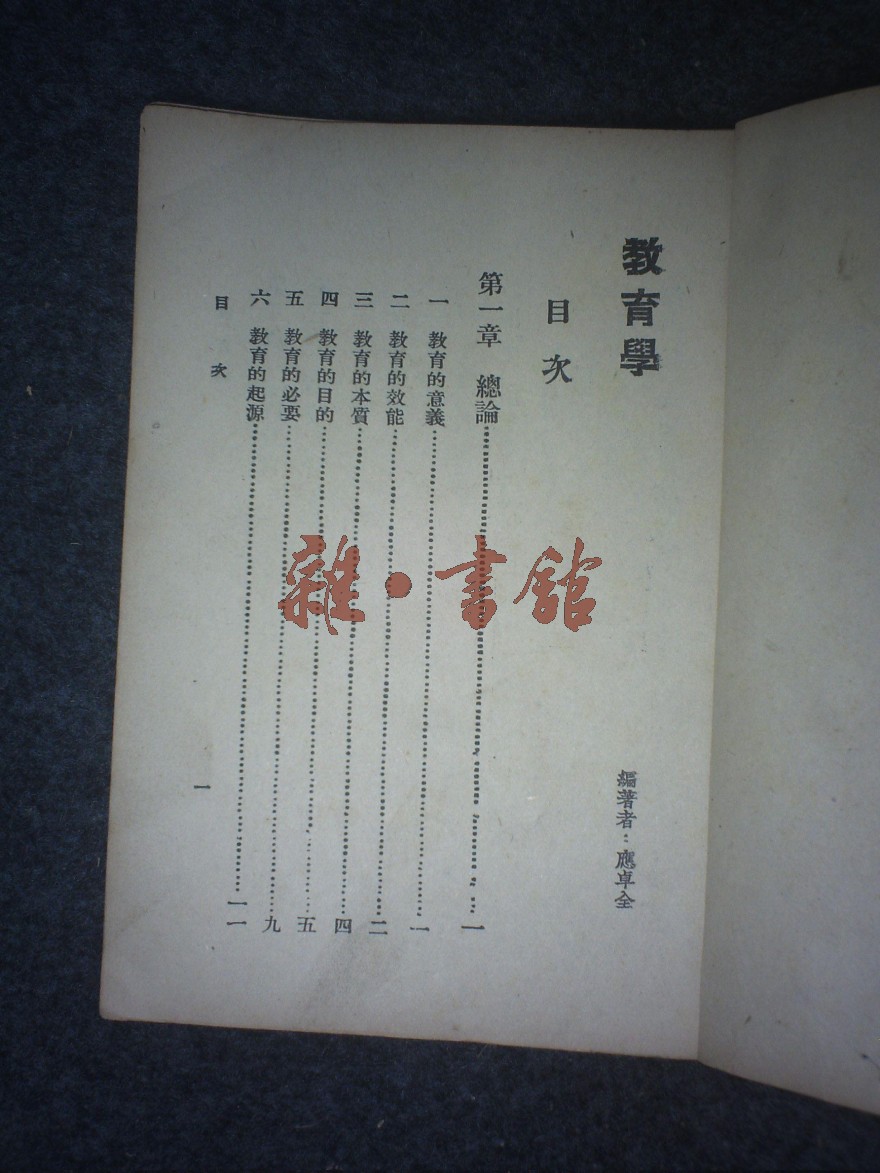 教育學
編著者：應卓全
目次
第一章 總論……一
一 教育的意義……一
二 教育的效能……二
三 教育的本質……四
四 教育的目的……五
五 教育的必要……九
六 教育的起源……一一
目次
一
雜·書館